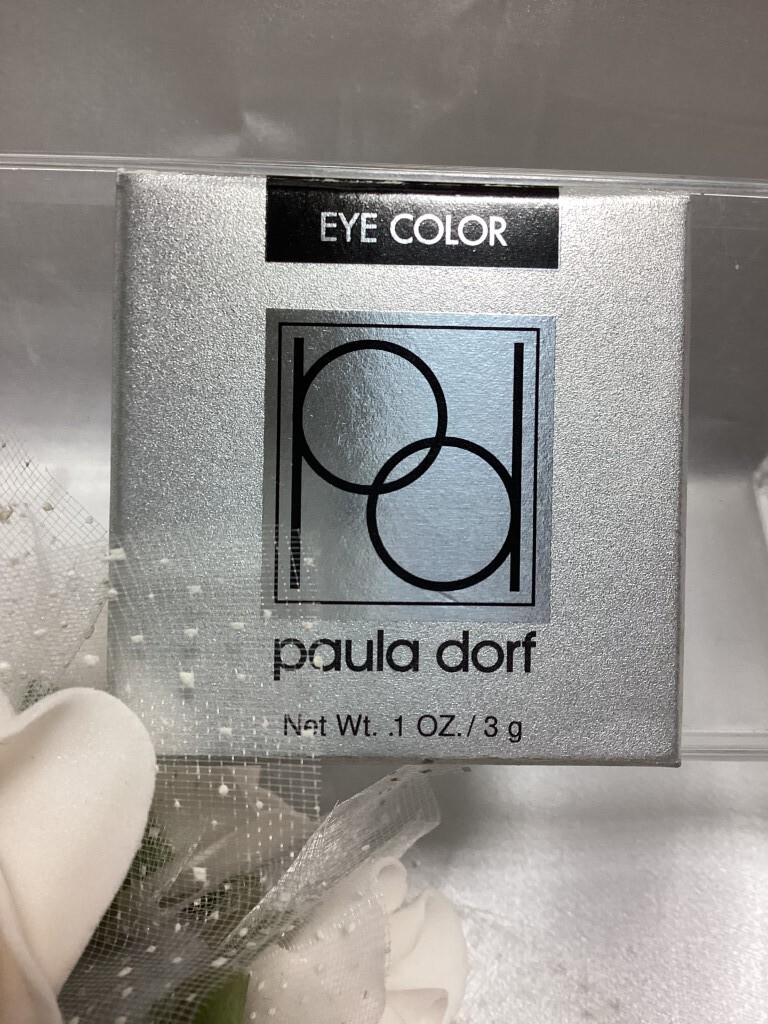 EYE COLOR
pd
paula dorf
Net Wt. .1 OZ. / 3 g